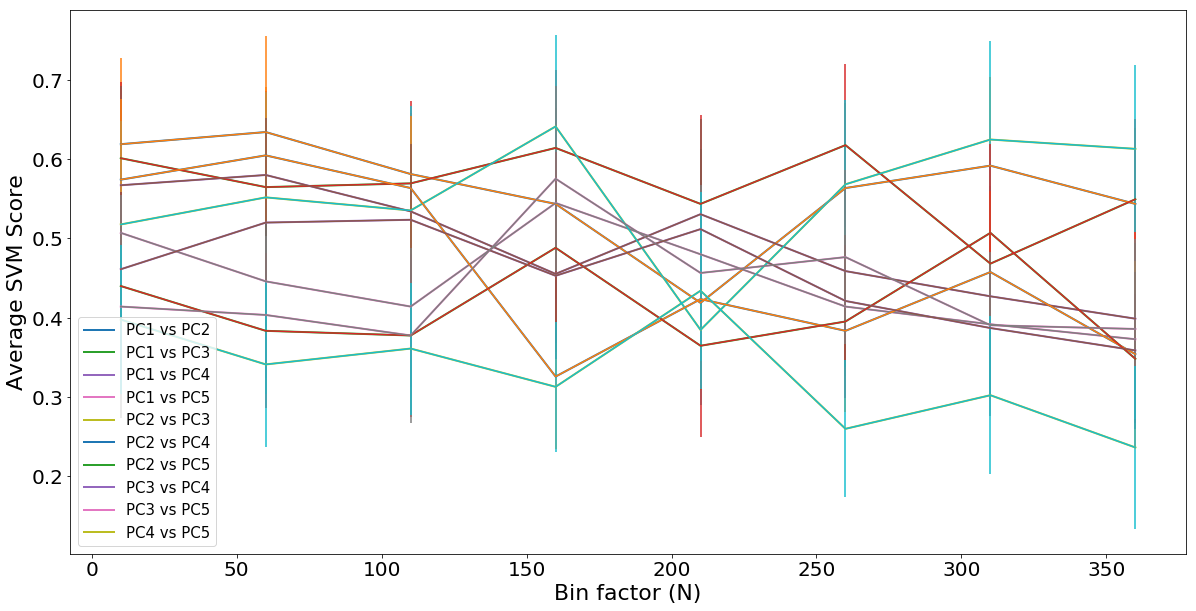 Average SVM Score
0.7
0.6
0.5
0.4
0.3
0.2
PC1 vs PC2
PC1 vs PC3
PC1 vs PC4
PC1 vs PC5
PC2 vs PC3
PC2 vs PC4
PC2 vs PC5
PC3 vs PC4
PC3 vs PC5
PC4 vs PC5
0 50 100 150 200 250 300 350
Bin factor (N)